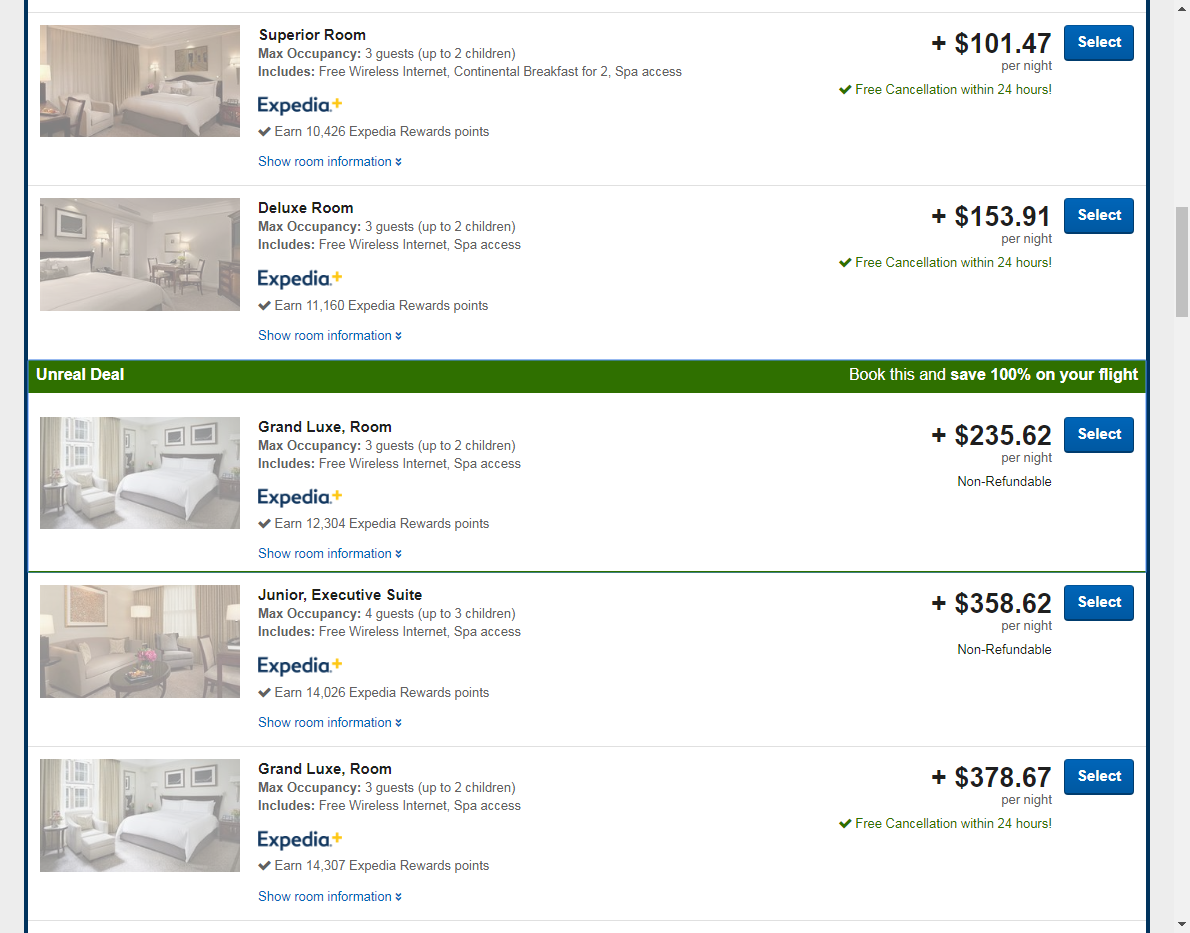 Superior Room
Max Occupancy: 3 guests (up to 2 children)
Includes: Free Wireless Internet, Continental Breakfast for 2, Spa access
Expedia.+
Earn 10,426 Expedia Rewards points
Show room information
+ $101.47
per night
Free Cancellation within 24 hours!
Select
Deluxe Room
Max Occupancy: 3 guests (up to 2 children)
Includes: Free Wireless Internet, Spa access
Expedia.+
Earn 11,160 Expedia Rewards points
Show room information
+ $153.91
per night
Free Cancellation within 24 hours!
Select
Unreal Deal
Book this and save 100% on your flight
Grand Luxe, Room
Max Occupancy: 3 guests (up to 2 children)
Includes: Free Wireless Internet, Spa access
Expedia.+
Earn 12,304 Expedia Rewards points
Show room information
+ $235.62
per night
Non-Refundable
Select
Junior, Executive Suite
Max Occupancy: 4 guests (up to 3 children)
Includes: Free Wireless Internet, Spa access
Expedia.+
Earn 14,026 Expedia Rewards points
Show room information
+ $358.62
per night
Non-Refundable
Select
Grand Luxe, Room
Max Occupancy: 3 guests (up to 2 children)
Includes: Free Wireless Internet, Spa access
Expedia.+
Earn 14,307 Expedia Rewards points
Show room information
+ $378.67
per night
Free Cancellation within 24 hours!
Select